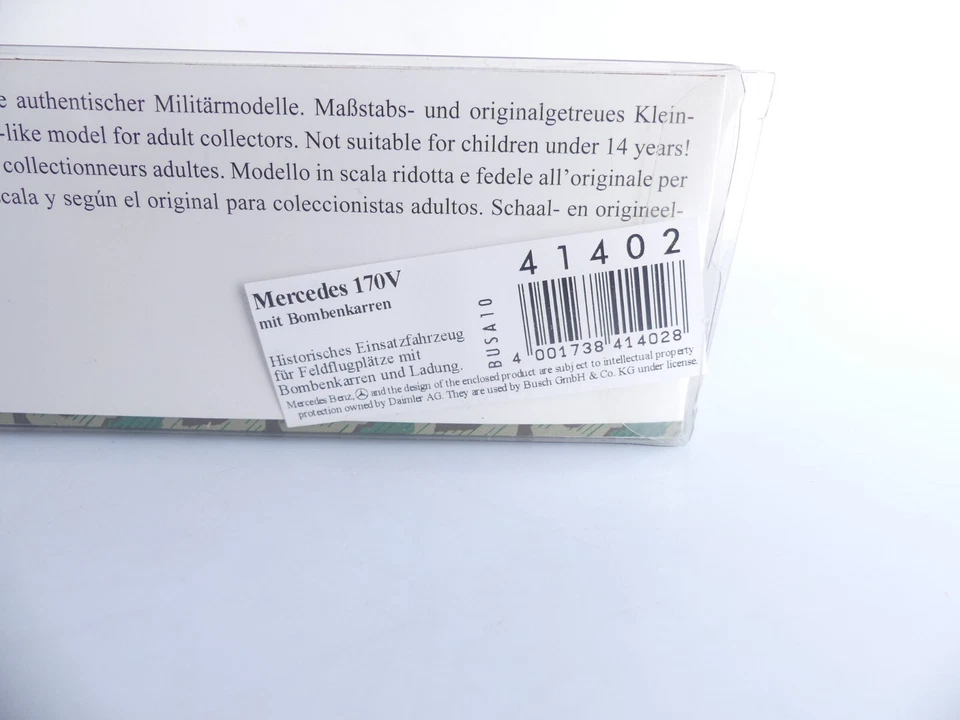 e authentischer Militärmodelle. Maßstabs- und originalgetreues Klein-
-like model for adult collectors. Not suitable for children under 14 years!
collectionneurs adultes. Modello in scala ridotta e fedele all'originale per
cala y según el original para coleccionistas adultos. Schaal- en origineel-
Mercedes 170V
mit Bombenkarren
Historisches Einsatzfahrzeug
für Feldflugplätze mit
Bombenkarren und Ladung.
Mercedes Benz, and the design of the enclosed product are subject to intellectual property
protection owned by Daimler AG. They are used by Busch GmbH & Co. KG under license.
BUSA10
41402
4 001738 414028